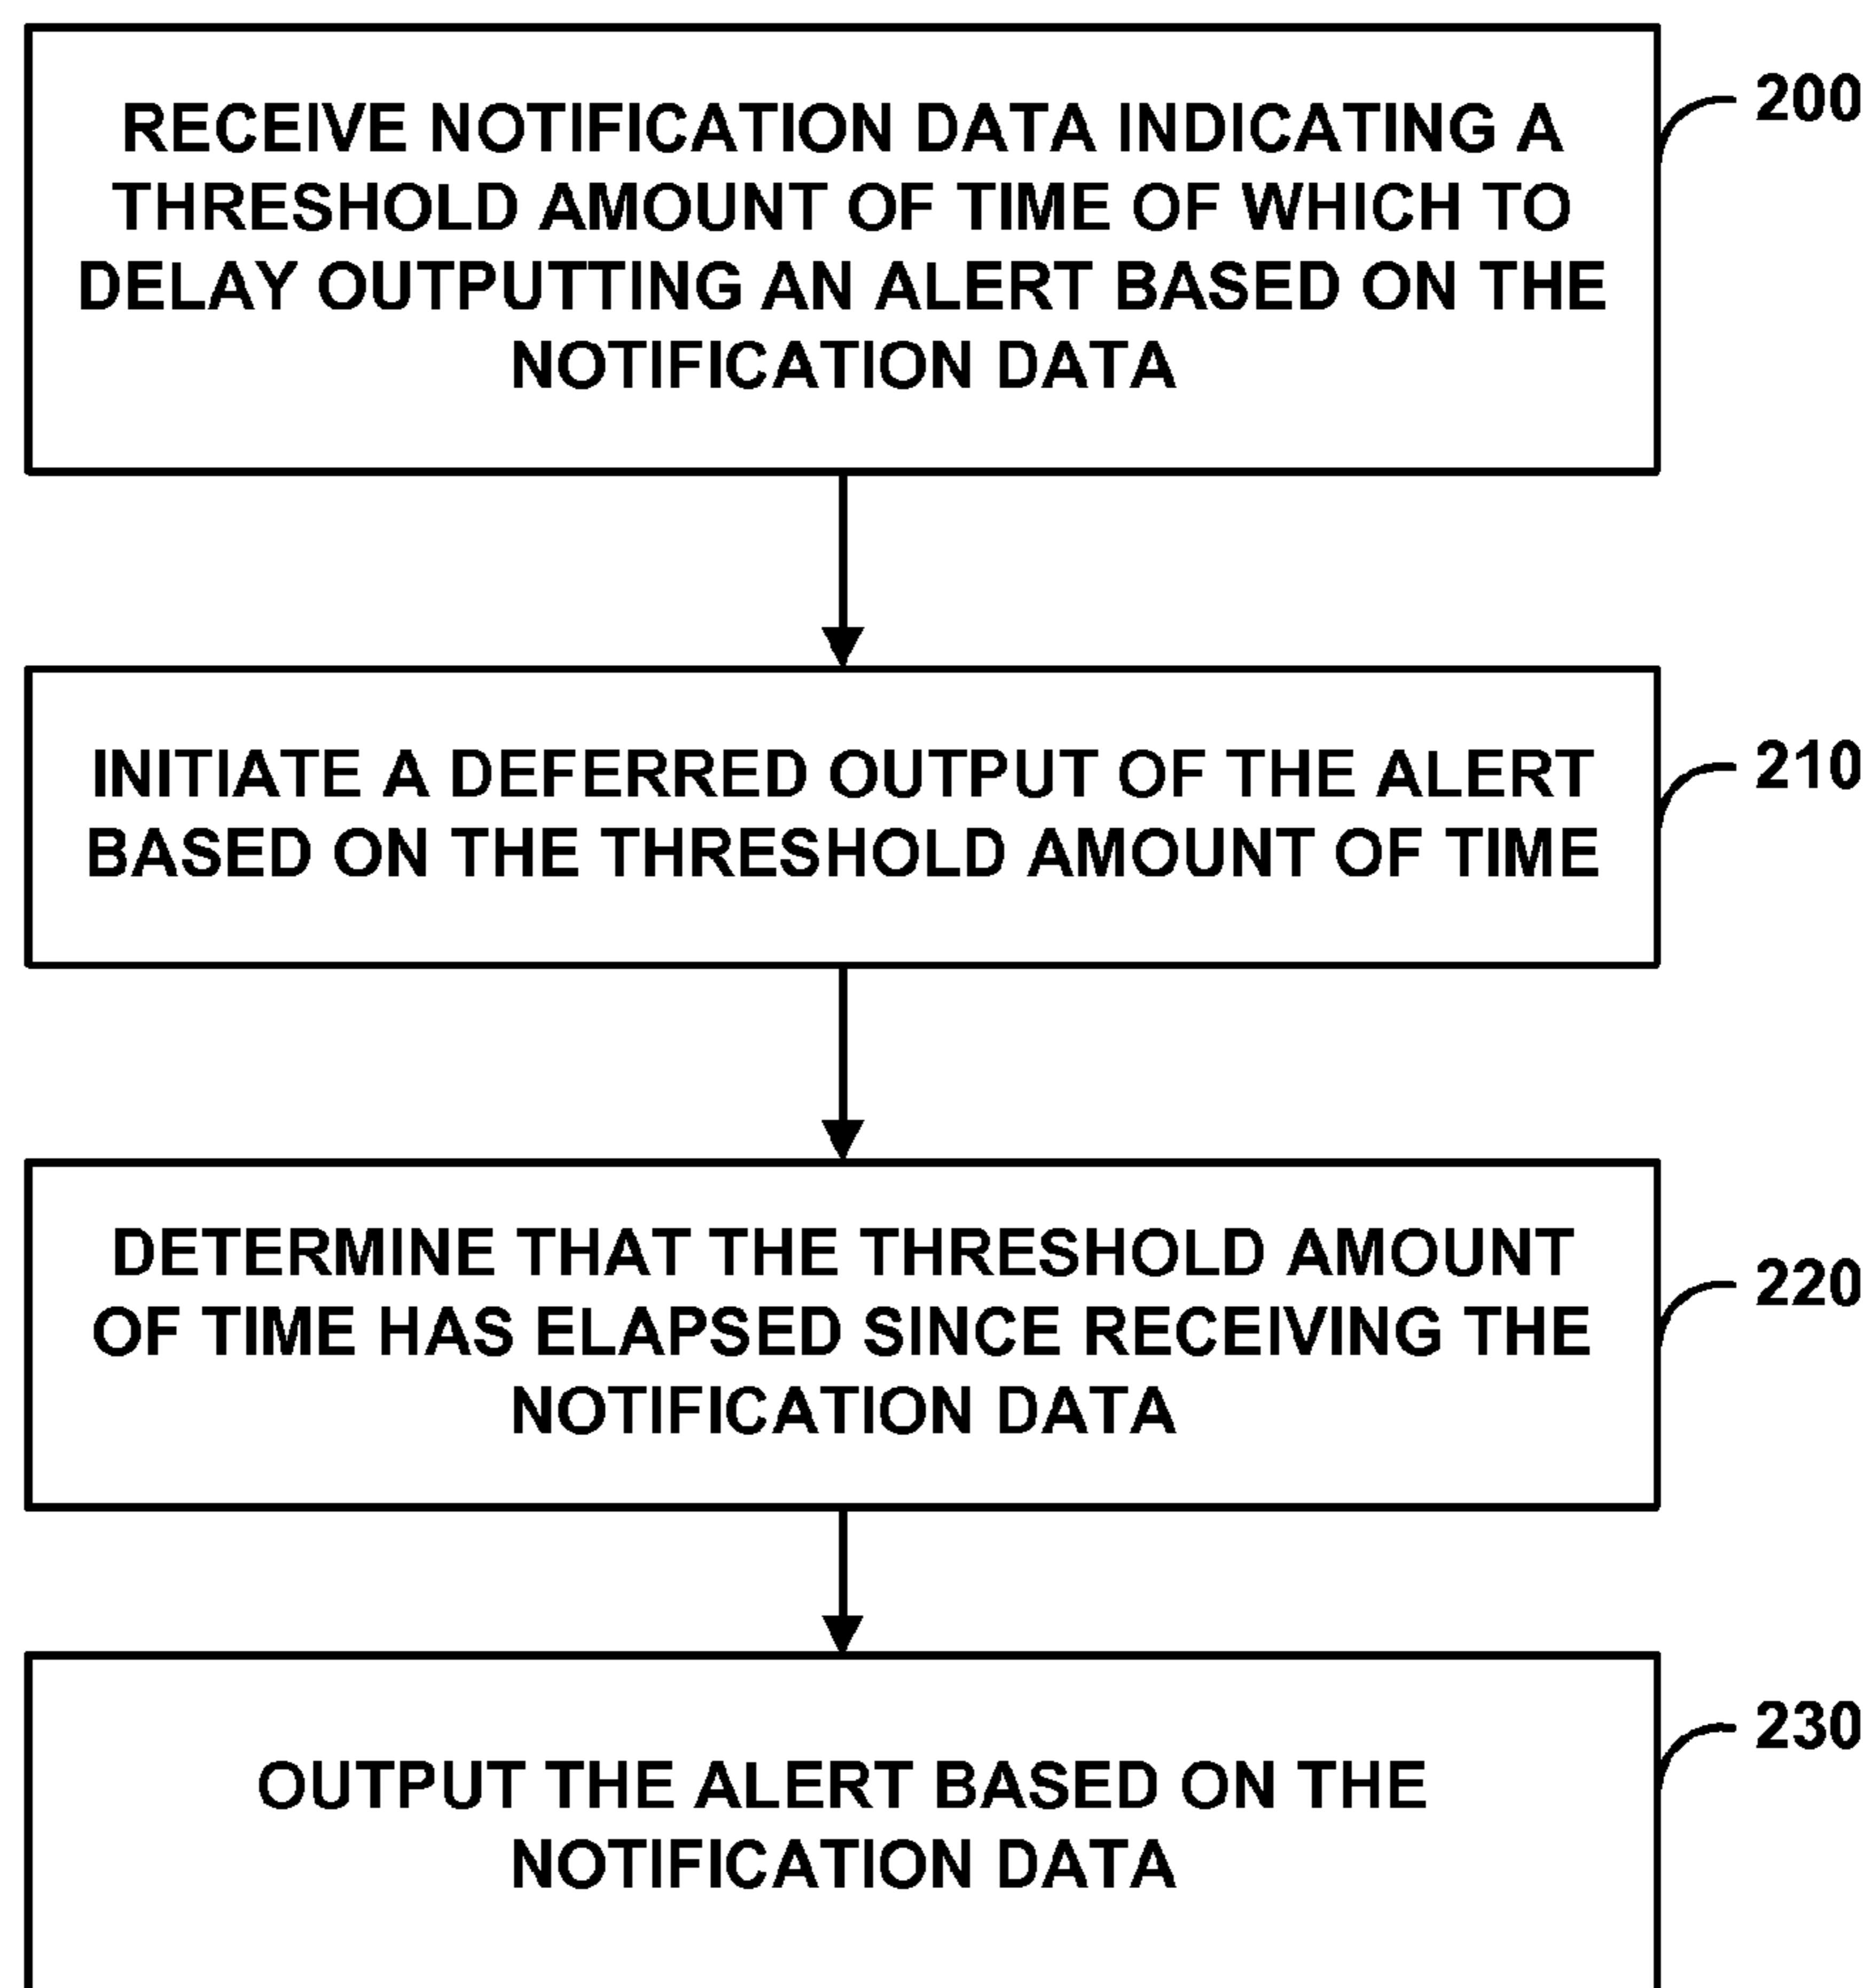 RECEIVE NOTIFICATION DATA INDICATING A
THRESHOLD AMOUNT OF TIME OF WHICH TO
DELAY OUTPUTTING AN ALERT BASED ON THE
NOTIFICATION DATA
200
INITIATE A DEFERRED OUTPUT OF THE ALERT
BASED ON THE THRESHOLD AMOUNT OF TIME
210
DETERMINE THAT THE THRESHOLD AMOUNT
OF TIME HAS ELAPSED SINCE RECEIVING THE
NOTIFICATION DATA
220
OUTPUT THE ALERT BASED ON THE
NOTIFICATION DATA
230